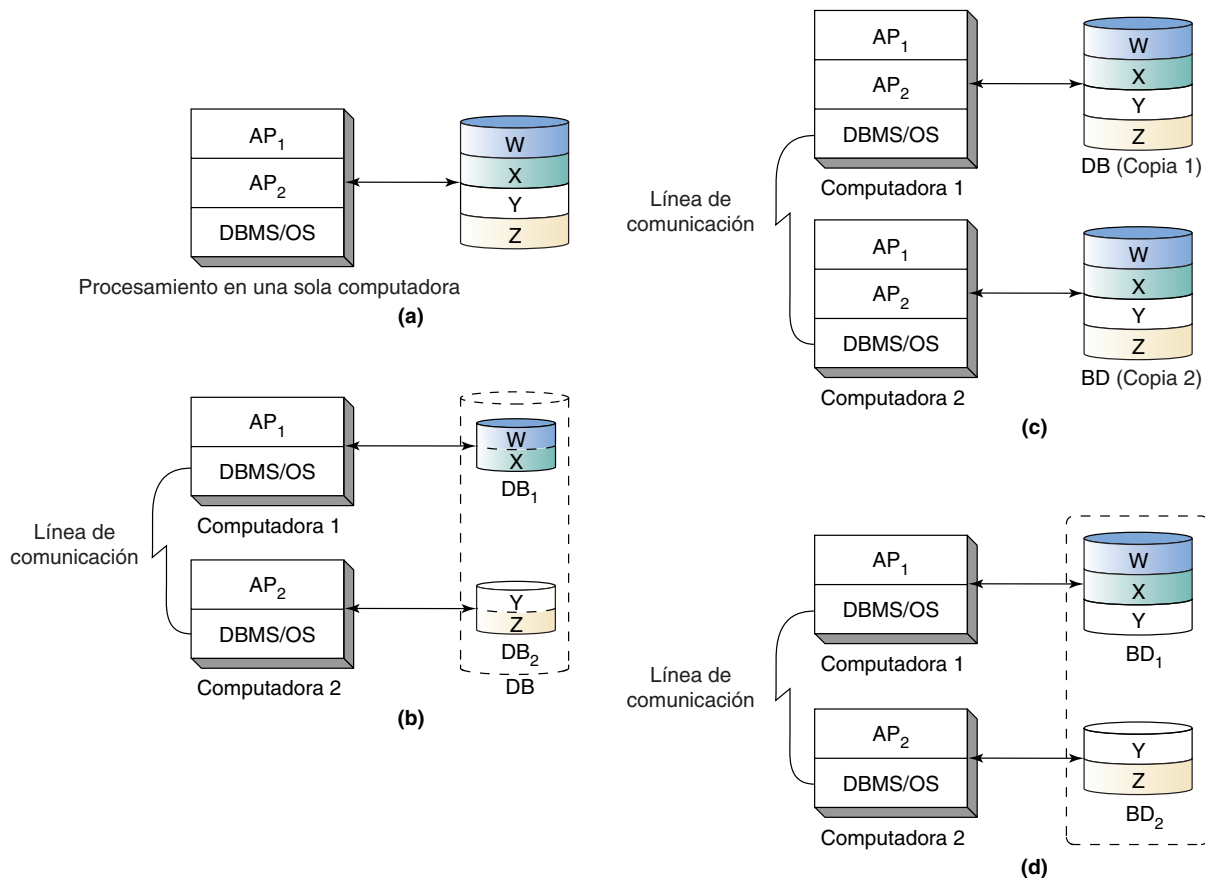 AP1
AP2
DBMS/OS
W
X
Y
Z
Procesamiento en una sola computadora
(a)
AP1
DBMS/OS
Computadora 1
W
X
DB1
Línea de
comunicación
AP2
DBMS/OS
Computadora 2
Y
Z
DB2
DB
(b)
AP1
AP2
DBMS/OS
Computadora 1
W
X
Y
Z
DB (Copia 1)
Línea de
comunicación
AP1
AP2
DBMS/OS
Computadora 2
W
X
Y
Z
BD (Copia 2)
(c)
AP1
DBMS/OS
Computadora 1
W
X
Y
BD1
Línea de
comunicación
AP2
DBMS/OS
Computadora 2
Y
Z
BD2
(d)